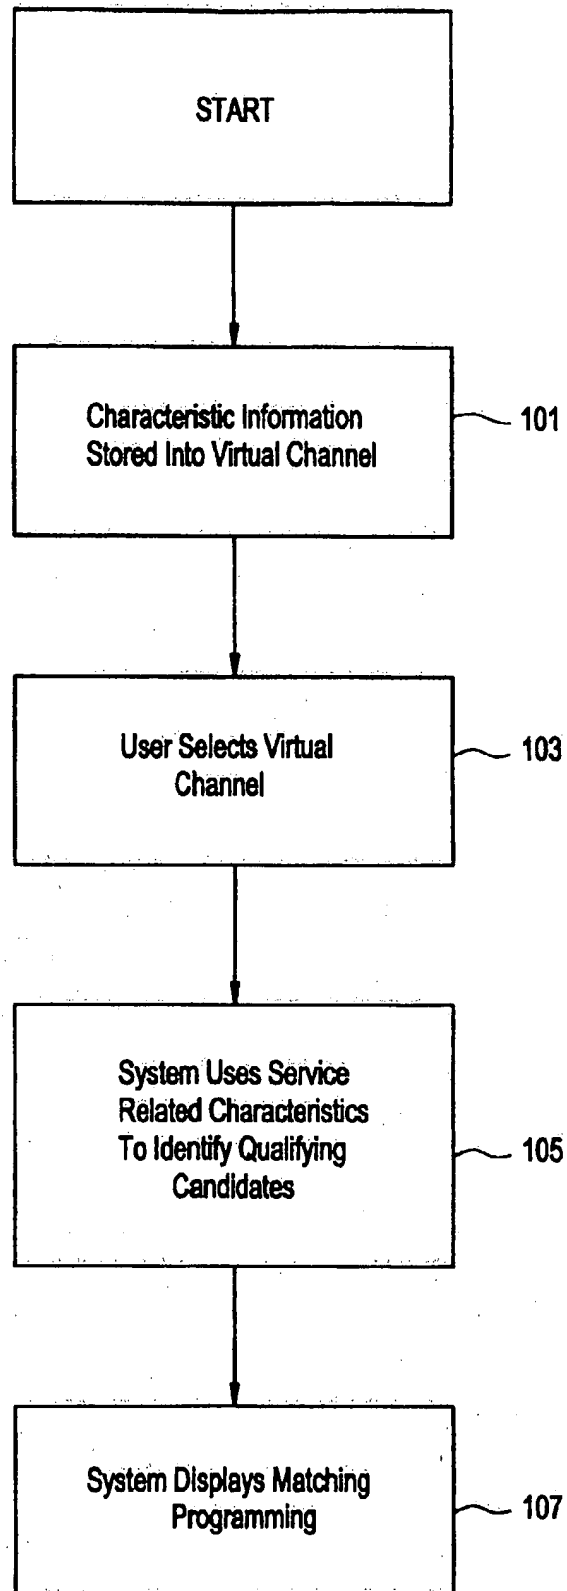 START
Characteristic Information
Stored Into Virtual Channel
101
User Selects Virtual
Channel
103
System Uses Service
Related Characteristics
To Identify Qualifying
Candidates
105
System Displays Matching
Programming
107